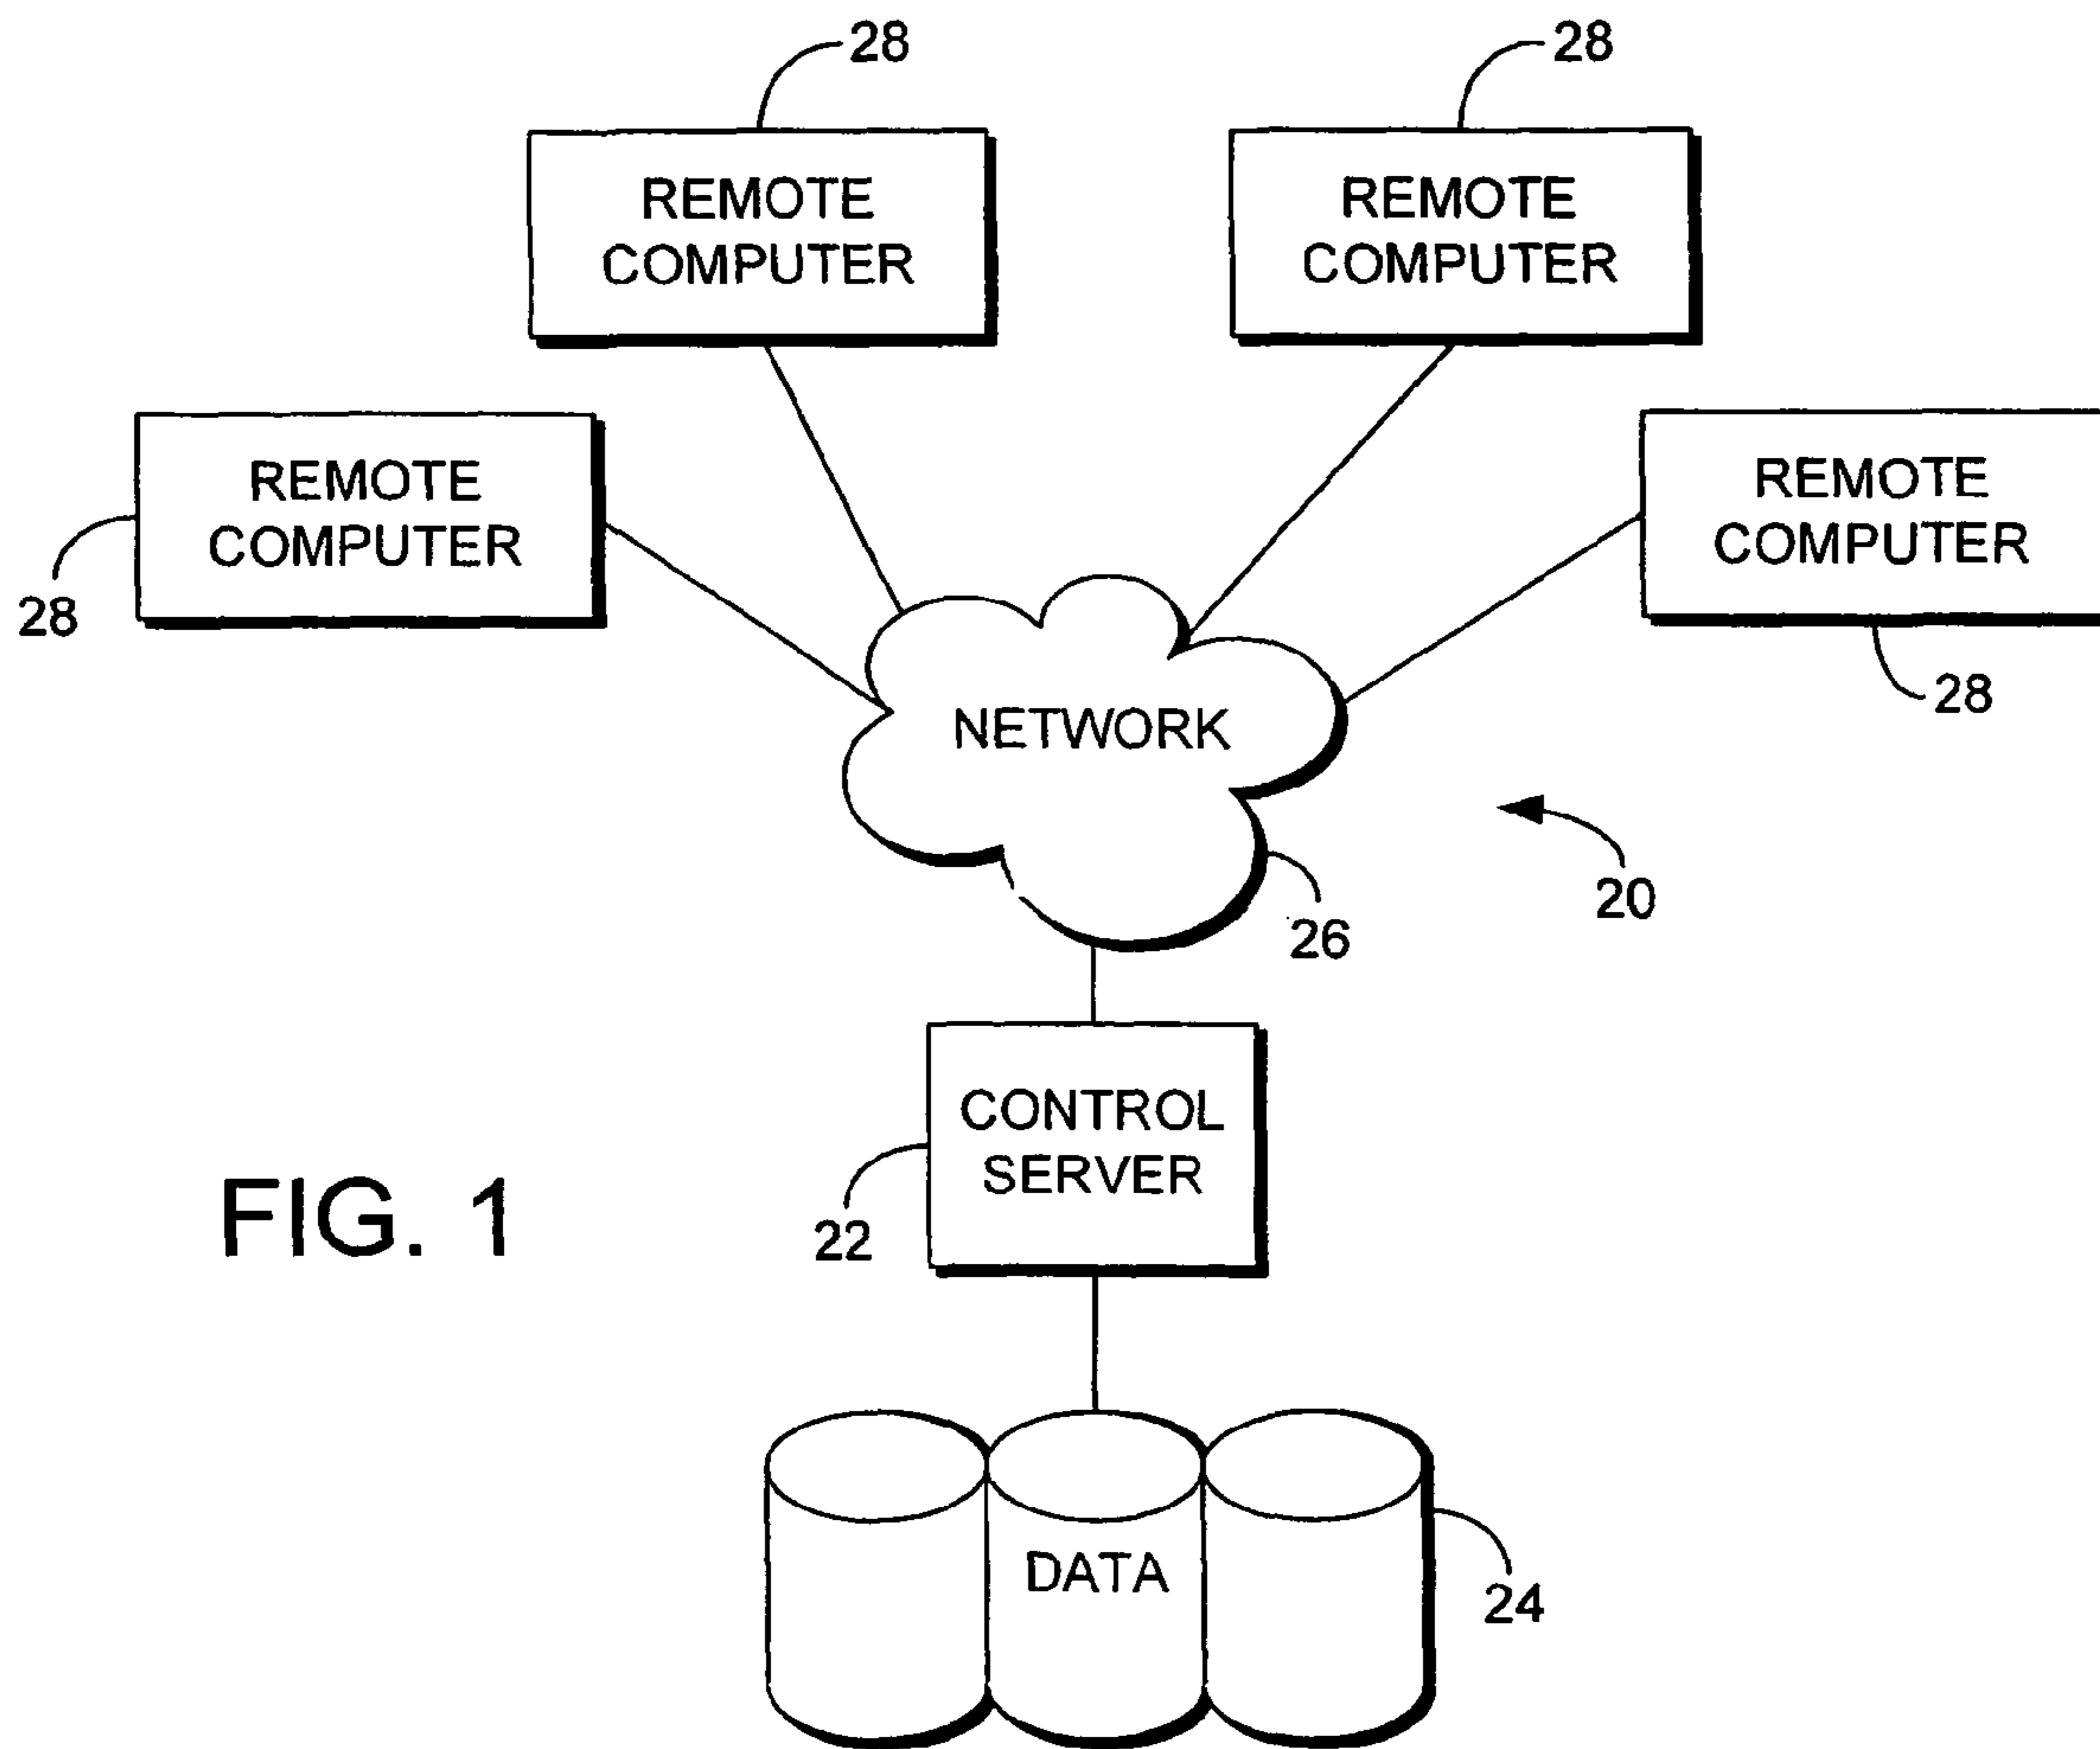 28
28
REMOTE
COMPUTER
REMOTE
COMPUTER
REMOTE
COMPUTER
REMOTE
COMPUTER
28
28
NETWORK
20
26
CONTROL
SERVER
22
FIG. 1
DATA
24